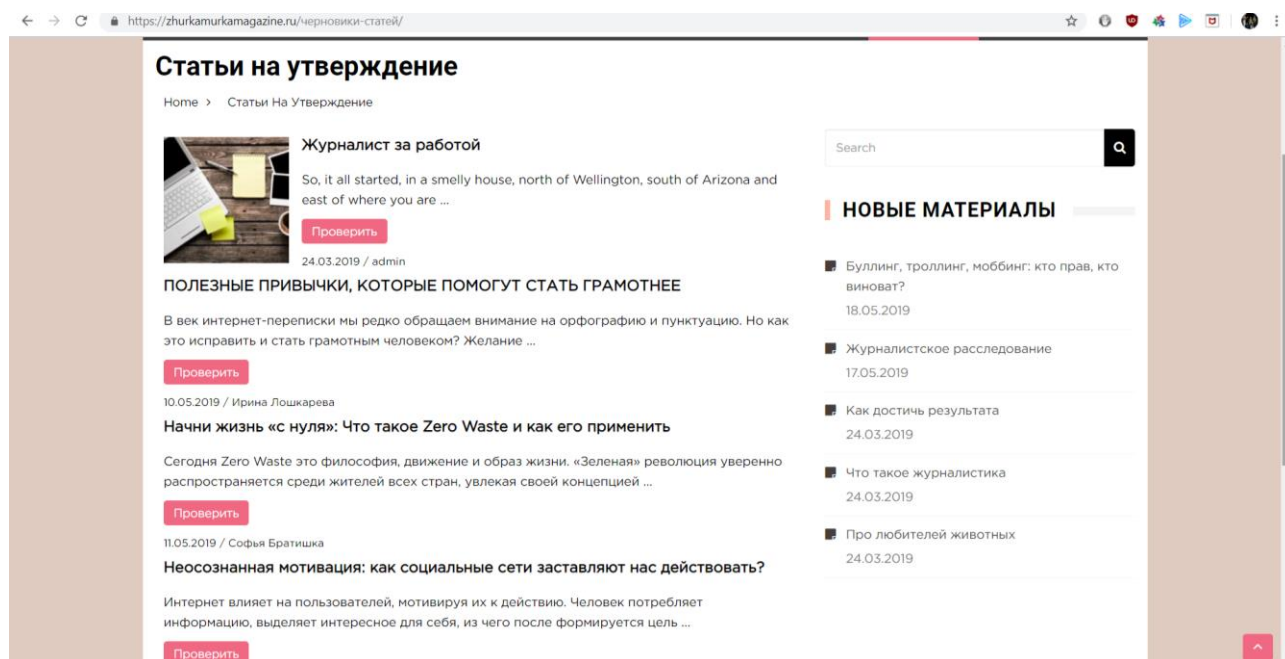 https://zhurkamurkamagazine.ru/черновики-статей/
Статьи на утверждение
Home > Статьи На Утверждение
Журналист за работой
So, it all started, in a smelly house, north of Wellington, south of Arizona and
east of where you are ...
Проверить
24.03.2019 / admin
ПОЛЕЗНЫЕ ПРИВЫЧКИ, КОТОРЫЕ ПОМОГУТ СТАТЬ ГРАМОТНЕЕ
В век интернет-переписки мы редко обращаем внимание на орфографию и пунктуацию. Но как
это исправить и стать грамотным человеком? Желание ...
Проверить
10.05.2019 / Ирина Лошкарева
Начни жизнь «с нуля»: Что такое Zero Waste и как его применить
Сегодня Zero Waste это философия, движение и образ жизни. «Зеленая» революция уверенно
распространяется среди жителей всех стран, увлекая своей концепцией ...
Проверить
11.05.2019 / Софья Братишка
Неосознанная мотивация: как социальные сети заставляют нас действовать?
Интернет влияет на пользователей, мотивируя их к действию. Человек потребляет
информацию, выделяет интересное для себя, из чего после формируется цель ...
Проверить
Search
НОВЫЕ МАТЕРИАЛЫ
Буллинг, троллинг, моббинг: кто прав, кто
виноват?
18.05.2019
Журналистское расследование
17.05.2019
Как достичь результата
24.03.2019
Что такое журналистика
24.03.2019
Про любителей животных
24.03.2019